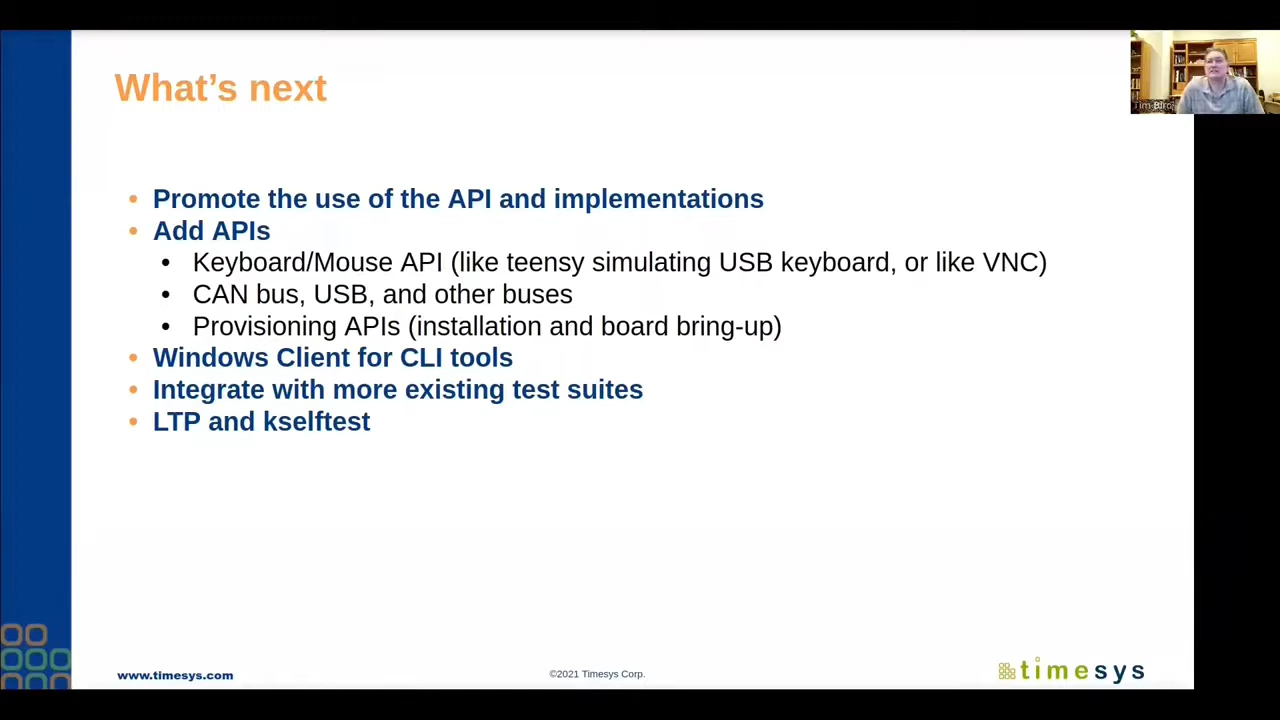 What’s next
Tim Bird
• Promote the use of the API and implementations
• Add APIs
• Keyboard/Mouse API (like teensy simulating USB keyboard, or like VNC)
• CAN bus, USB, and other buses
• Provisioning APIs (installation and board bring-up)
• Windows Client for CLI tools
• Integrate with more existing test suites
• LTP and kselftest
www.timesys.com
©2021 Timesys Corp.
timesys